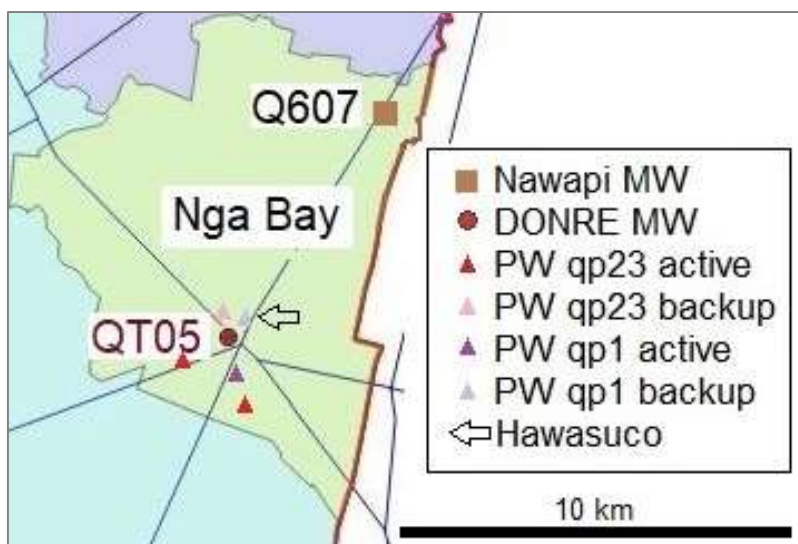 Q607
Nga Bay
QT05
Nawapi MW
DONRE MW
PW qp23 active
PW qp23 backup
PW qp1 active
PW qp1 backup
Hawasuco
10 km